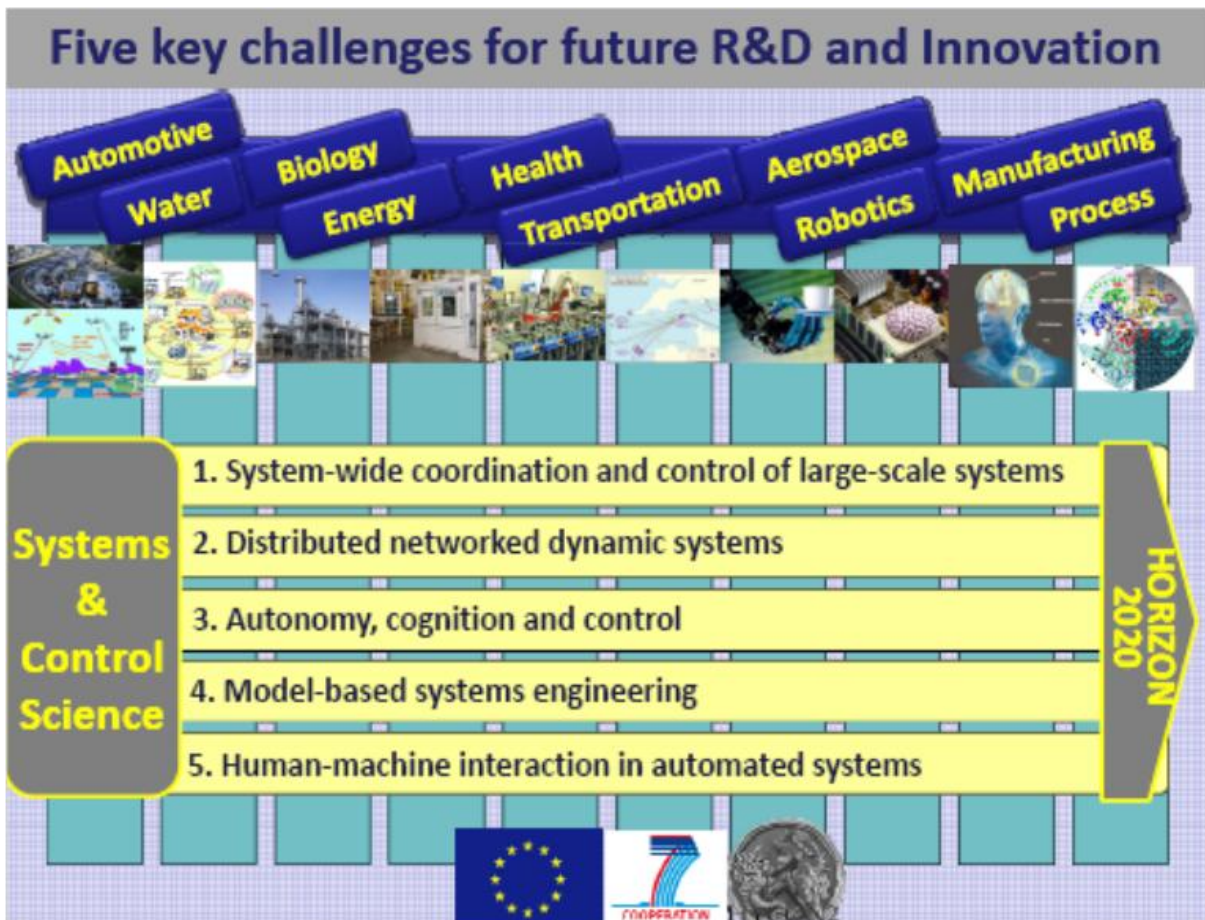 Five key challenges for future R&D and Innovation
Automotive
Water
Biology
Energy
Health
Transportation
Aerospace
Robotics
Manufacturing
Process
Systems
&
Control
Science
1. System-wide coordination and control of large-scale systems
2. Distributed networked dynamic systems
3. Autonomy, cognition and control
4. Model-based systems engineering
5. Human-machine interaction in automated systems
HORIZON
2020
7
COOPERATION